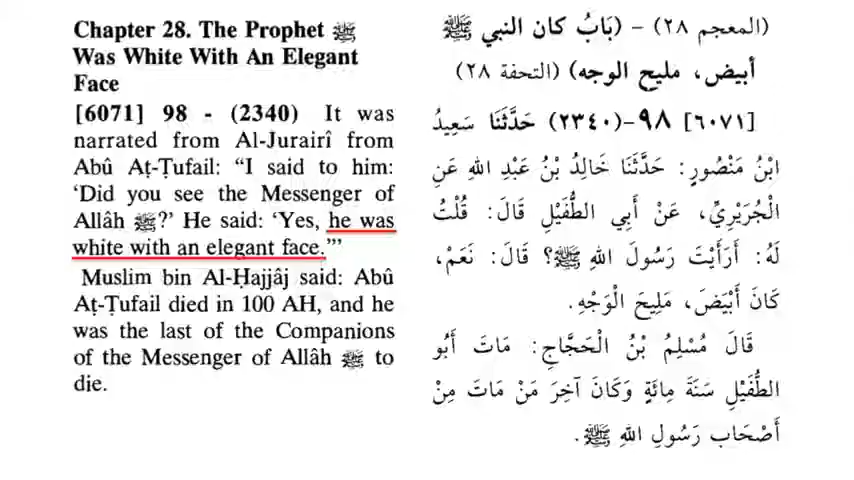 Chapter 28. The Prophet ﷺ
Was White With An Elegant
Face
[6071] 98 - (2340) It was
narrated from Al-Jurairî from
Abû Aṭ-Ṭufail: “I said to him:
‘Did you see the Messenger of
Allâh ﷺ?’ He said: ‘Yes, he was
white with an elegant face.’”
Muslim bin Al-Ḥajjâj said: Abû
Aṭ-Ṭufail died in 100 AH, and he
was the last of the Companions
of the Messenger of Allâh ﷺ to
die.
(المعجم ٢٨) - (بَابُ كان النبي ﷺ
أبيض، مليح الوجه) (التحفة ٢٨)
[٦٠٧١] ٩٨-(٢٣٤٠) حَدَّثَنَا سَعِيدُ
ابْنُ مَنْصُورٍ: حَدَّثَنَا خَالِدُ بْنُ عَبْدِ اللهِ عَنِ
الْجُرَيْرِيِّ، عَنْ أَبِي الطُّفَيْلِ قَالَ: قُلْتُ
لَهُ: أَرَأَيْتَ رَسُولَ اللهِ ﷺ؟ قَالَ: نَعَمْ،
كَانَ أَبْيَضَ، مَلِيحَ الْوَجْهِ.
قَالَ مُسْلِمُ بْنُ الْحَجَّاجِ: مَاتَ أَبُو
الطُّفَيْلِ سَنَةَ مِائَةٍ وَكَانَ آخِرَ مَنْ مَاتَ مِنْ
أَصْحَابِ رَسُولِ اللهِ ﷺ.